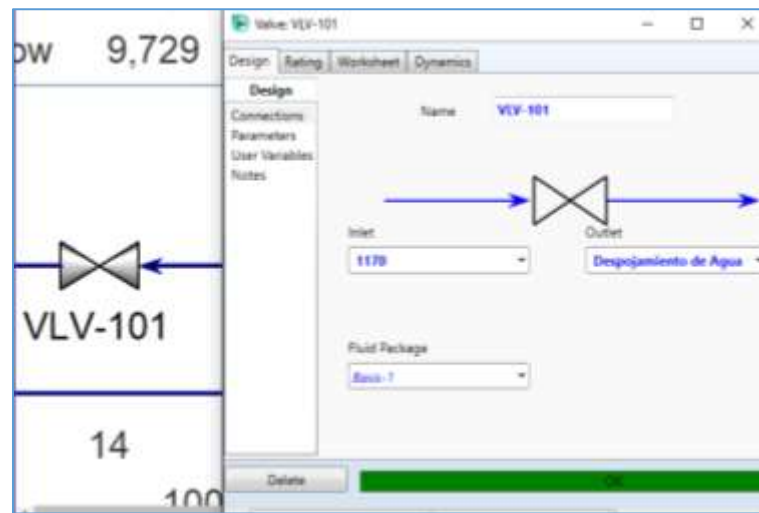 ow 9,729
VLV-101
14
100
Valve: VLV-101
Design Rating Worksheet Dynamics
Design
Connections
Parameters
User Variables
Notes
Name VLV-101
Inlet Outlet
1170 Despojamiento de Agua
Fluid Package
Basis-1
Delete OK